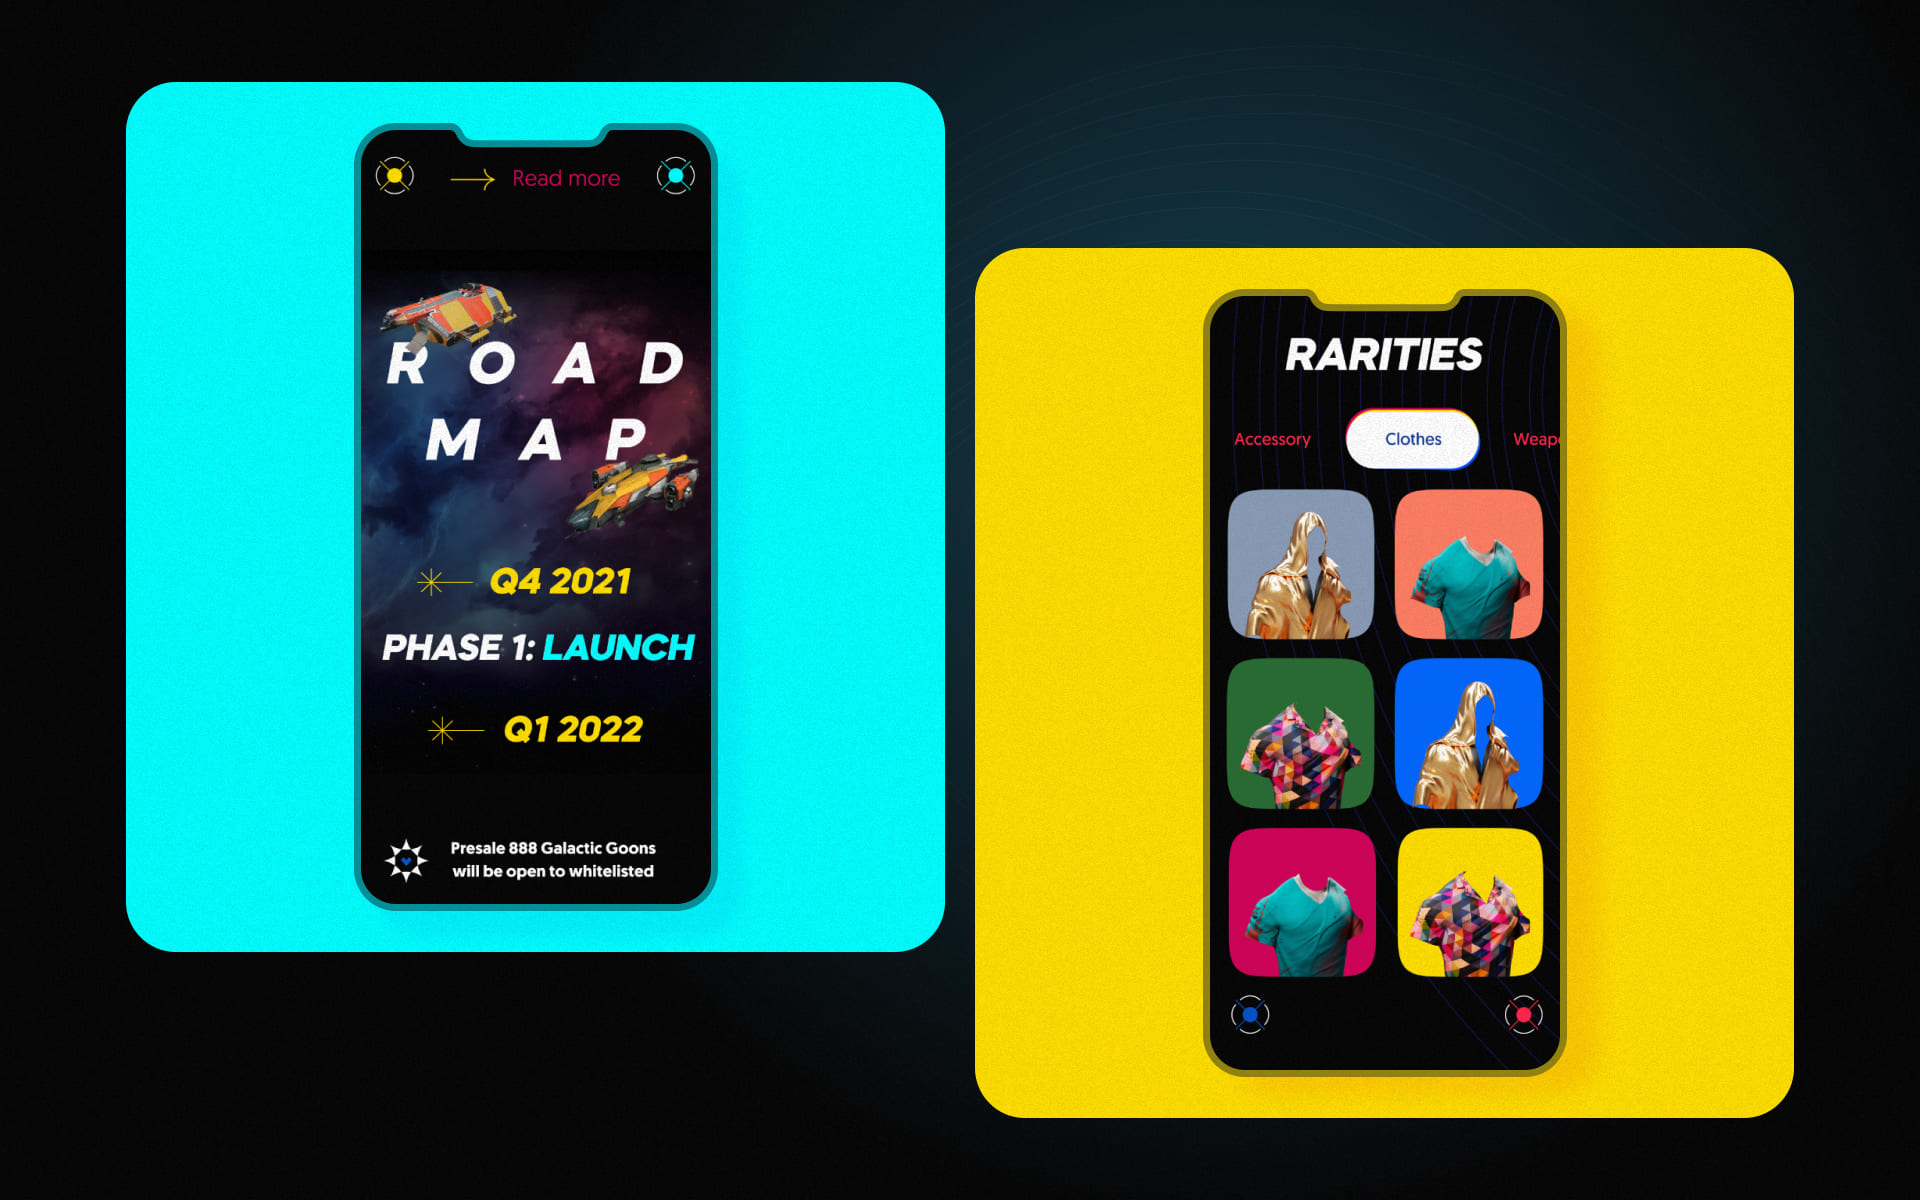 Read more
ROAD
MAP
Q4 2021
PHASE 1: LAUNCH
Q1 2022
Presale 888 Galactic Goons
will be open to whitelisted
RARITIES
Accessory Clothes Weap